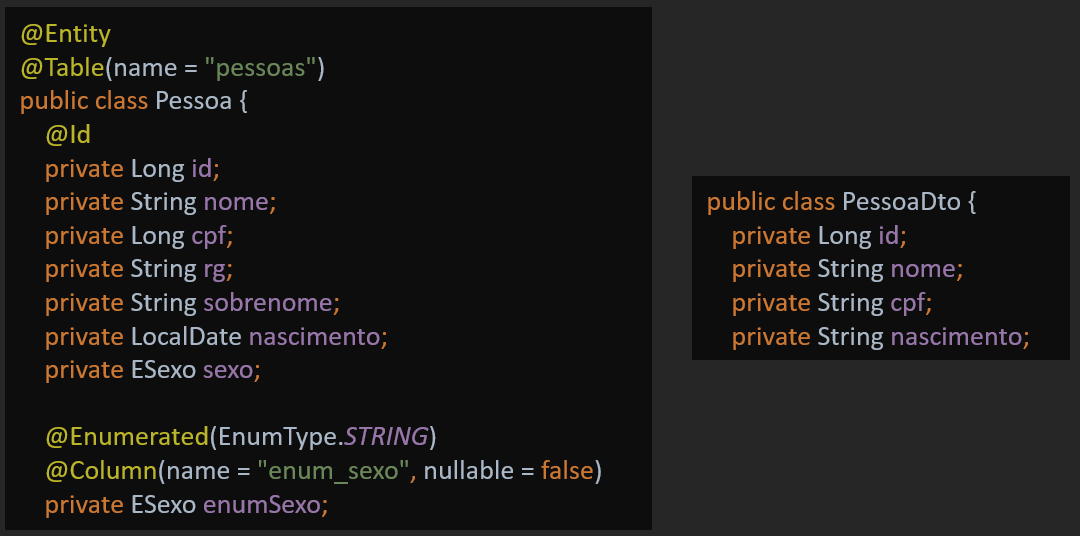 @Entity
@Table(name = "pessoas")
public class Pessoa {
@Id
private Long id;
private String nome;
private Long cpf;
private String rg;
private String sobrenome;
private LocalDate nascimento;
private ESexo sexo;
@Enumerated(EnumType.STRING)
@Column(name = "enum_sexo", nullable = false)
private ESexo enumSexo;
public class PessoaDto {
private Long id;
private String nome;
private String cpf;
private String nascimento;